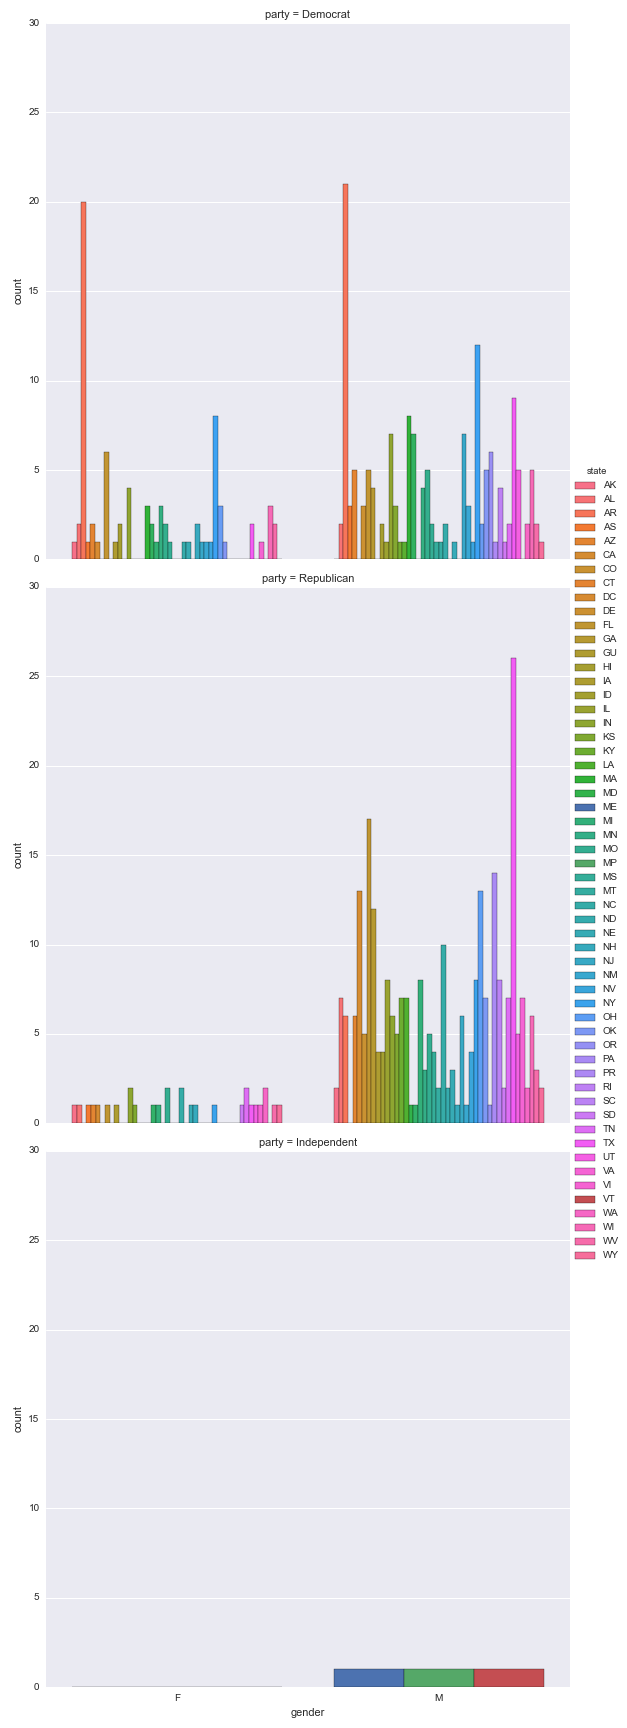 party = Democrat
30
25
20
15
10
5
0
count
party = Republican
30
25
20
15
10
5
0
count
party = Independent
30
25
20
15
10
5
0
count
F
M
gender
state
AK
AL
AR
AS
AZ
CA
CO
CT
DC
DE
FL
GA
GU
HI
IA
ID
IL
IN
KS
KY
LA
MA
MD
ME
MI
MN
MO
MP
MS
MT
NC
ND
NE
NH
NJ
NM
NV
NY
OH
OK
OR
PA
PR
RI
SC
SD
TN
TX
UT
VA
VI
VT
WA
WI
WV
WY